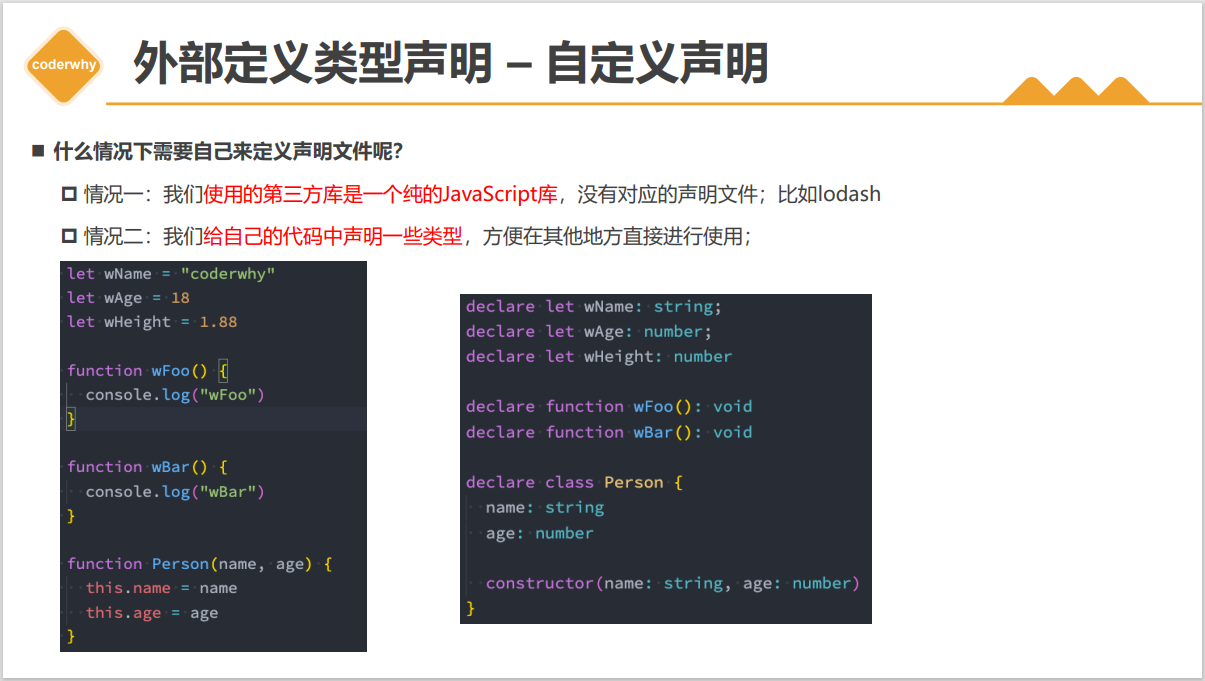 coderwhy
外部定义类型声明 – 自定义声明
什么情况下需要自己来定义声明文件呢？
情况一：我们使用的第三方库是一个纯的JavaScript库，没有对应的声明文件；比如lodash
情况二：我们给自己的代码中声明一些类型，方便在其他地方直接进行使用；
let wName = "coderwhy"
let wAge = 18
let wHeight = 1.88
function wFoo() {
console.log("wFoo")
}
function wBar() {
console.log("wBar")
}
function Person(name, age) {
this.name = name
this.age = age
}
declare let wName: string;
declare let wAge: number;
declare let wHeight: number
declare function wFoo(): void
declare function wBar(): void
declare class Person {
name: string
age: number
constructor(name: string, age: number)
}